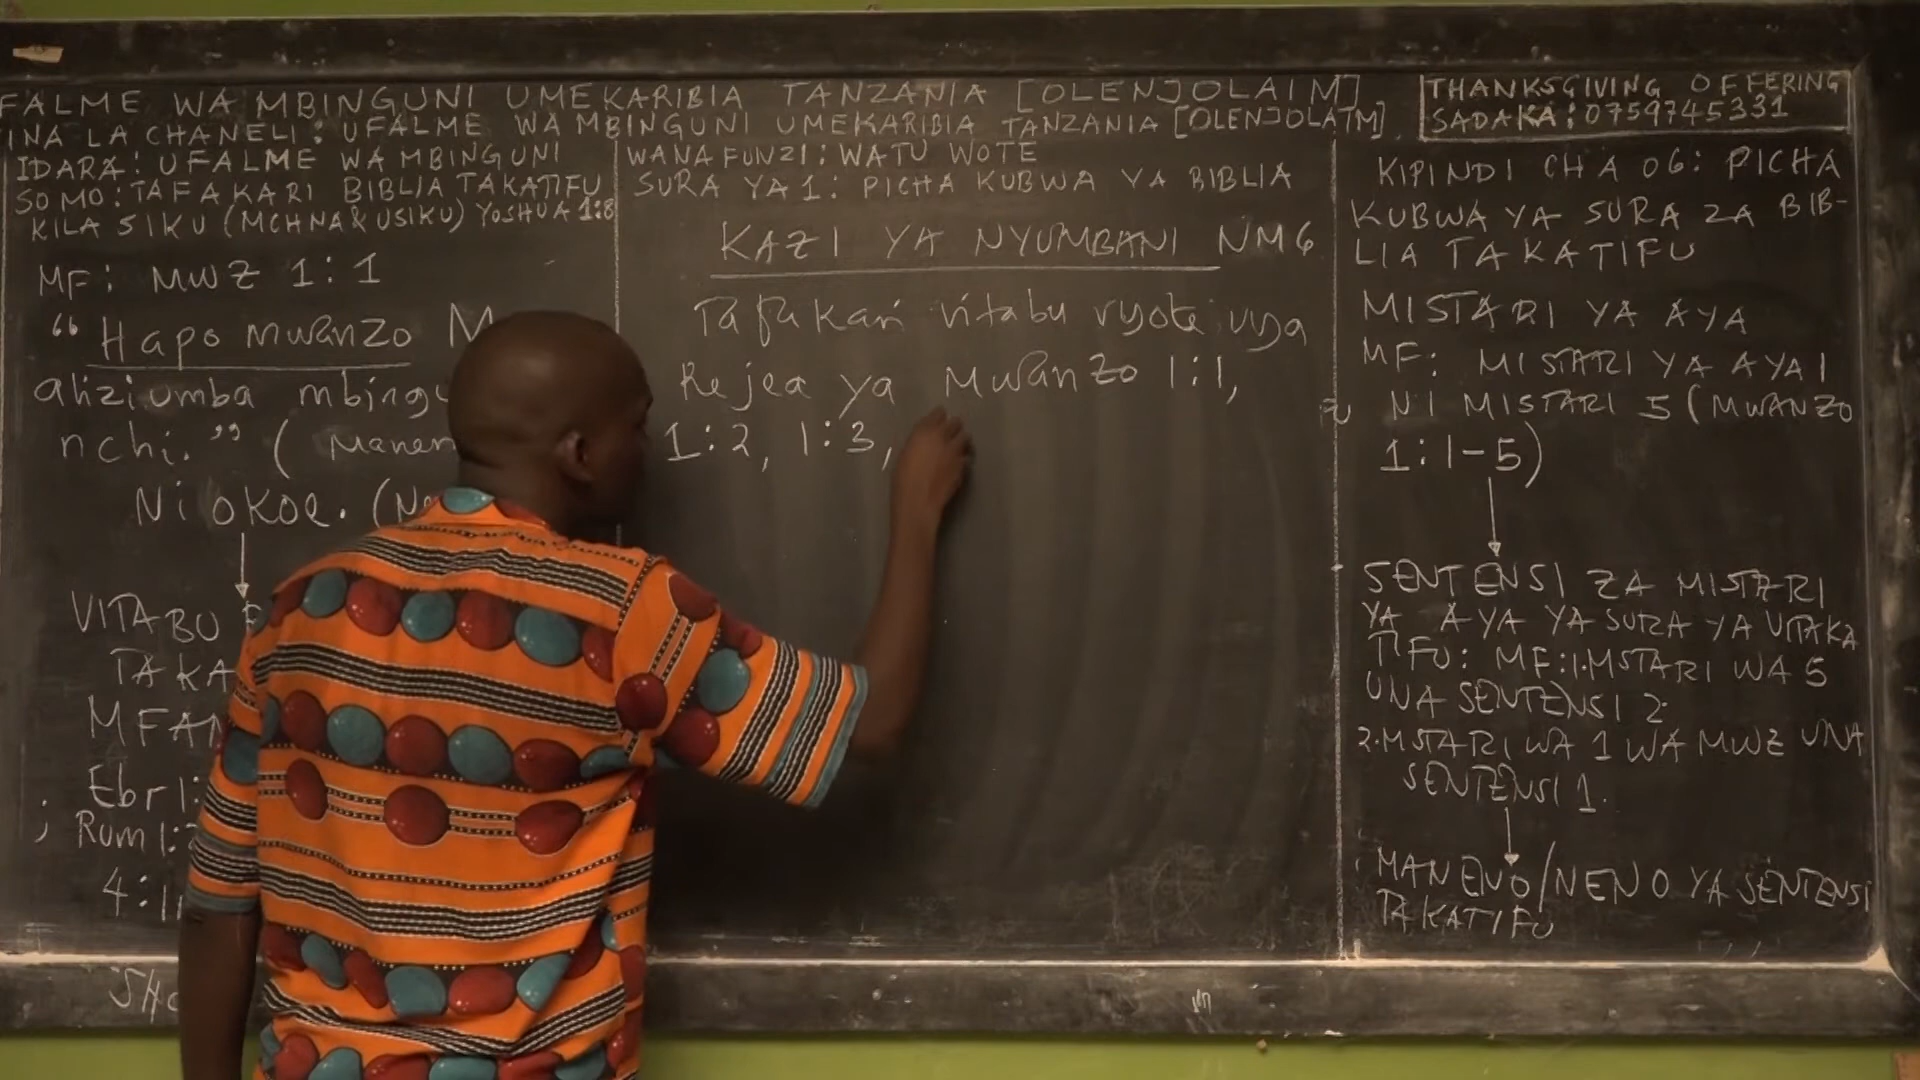 FALME WA MBINGUNI UMEKARIBIA TANZANIA [OLENJOLAIM]
INA LA CHANELI: UFALME WA MBINGUNI UMEKARIBIA TANZANIA [OLENJOLAIM]
THANKSGIVING OFFERING
SADAKA: 0759745331
IDARA: UFALME WA MBINGUNI
SOMO: TAFAKARI BIBLIA TAKATIFU
KILA SIKU (MCHNA & USIKU) YOSHUA 1:8
MF: MWZ 1:1
“Hapo mwanzo M
aliziumba mbingu
nchi.” (Manen
Ni okoe. (N
VITABU
TAKA
MFAN
Ebr 1:
; Rum 1:
4:1
WANAFUNZI: WATU WOTE
SURA YA 1: PICHA KUBWA YA BIBLIA
KAZI YA NYUMBANI NM 6
Tafakari vitabu vyote vya
Rejea ya Mwanzo 1:1,
1:2, 1:3,
KIPINDI CHA 06: PICHA
KUBWA YA SURA ZA BIB-
LIA TAKATIFU
MISTARI YA AYA
MF: MISTARI YA AYA 1
NI MISTARI 5 (MWANZO
1:1-5)
SENTENSI ZA MISTARI
YA AYA YA SURA YA UTAKA
TIFU: MF: 1. MSTARI WA 5
UNA SENTENSI 2.
2. MSTARI WA 1 WA MWZ UNA
SENTENSI 1.
MANENO/NENO YA SENTENSI
TAKATIFU